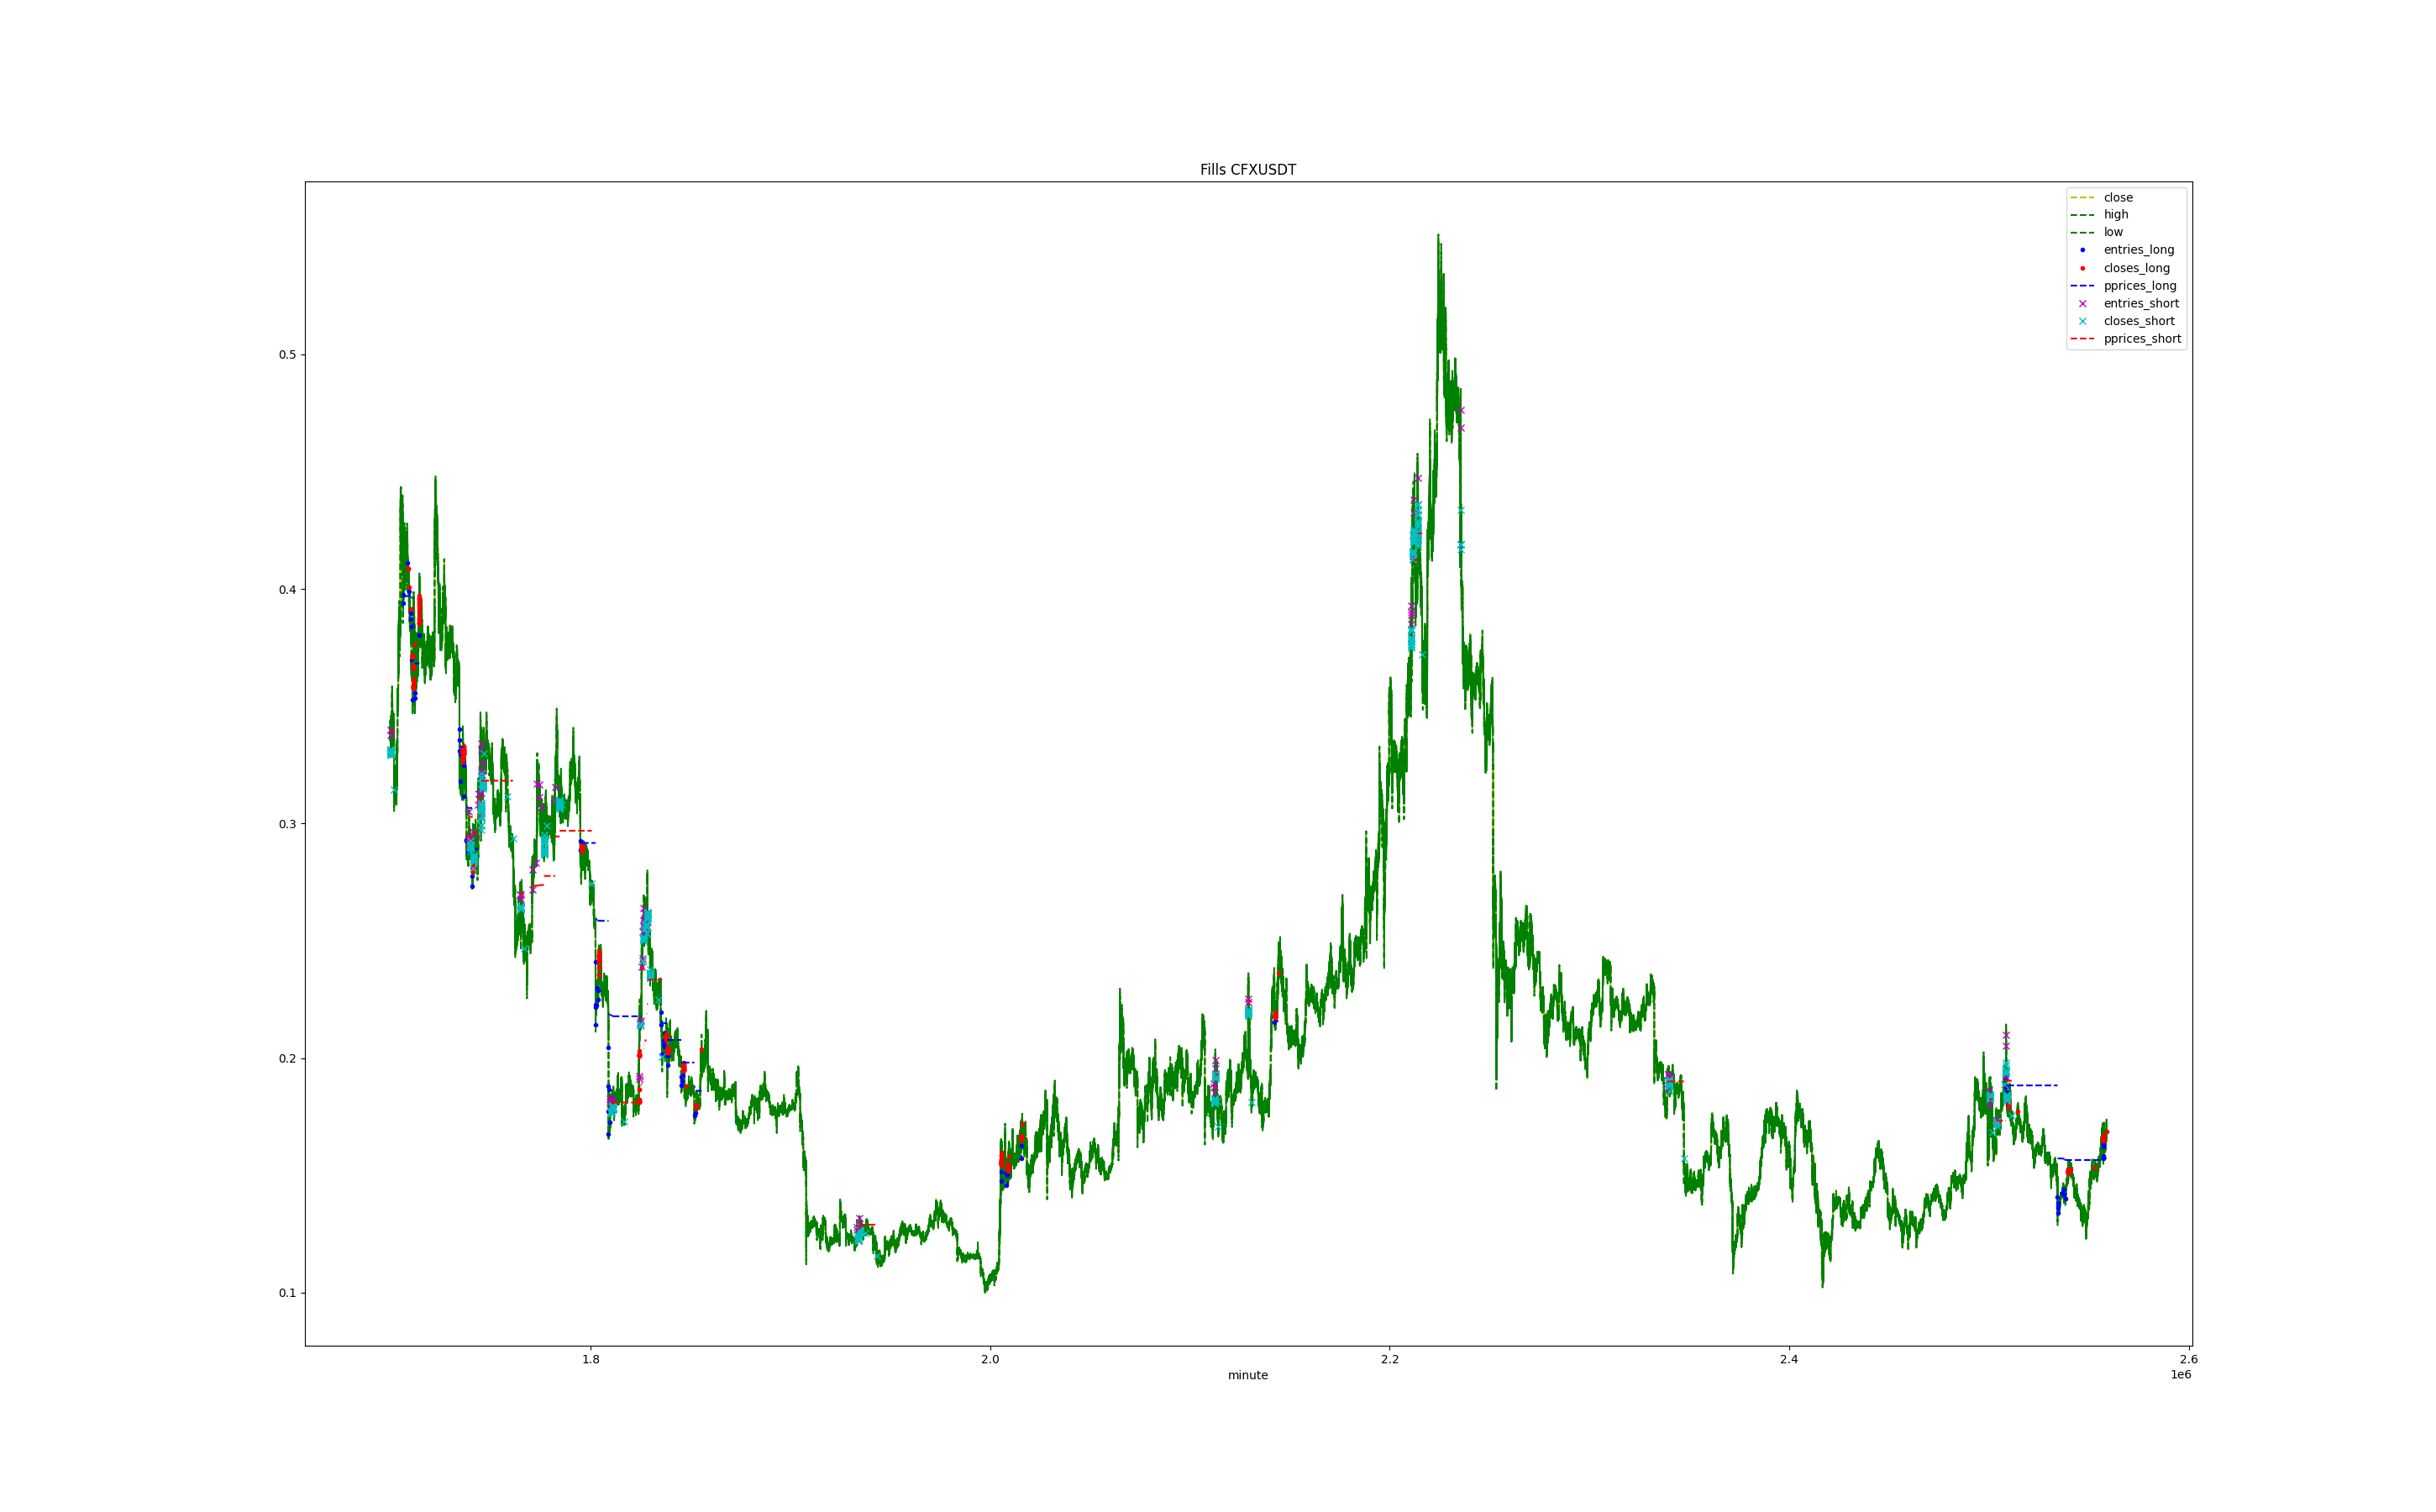 Fills CFXUSDT
close
high
low
entries_long
closes_long
pprices_long
entries_short
closes_short
pprices_short
0.5
0.4
0.3
0.2
0.1
1.8
2.0
2.2
2.4
2.6
minute
1e6